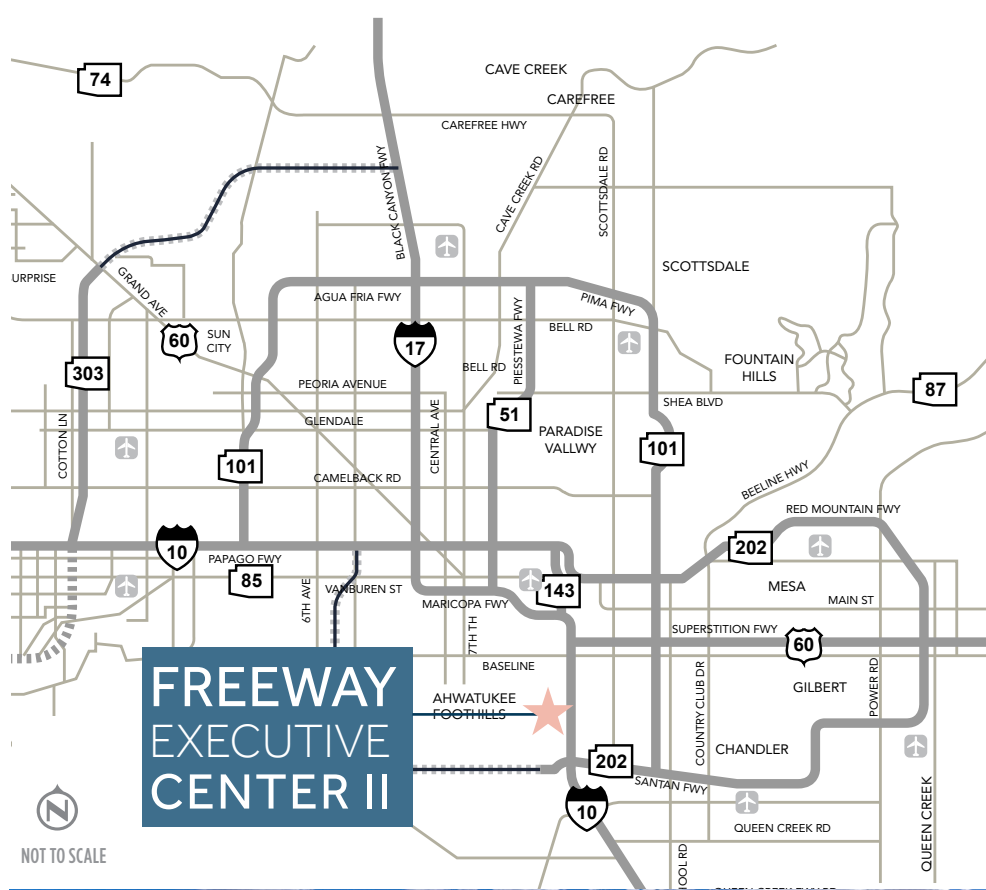 CAVE CREEK
74
CAREFREE
CAREFREE HWY
BLACK CANYON FWY
CAVE CREEK RD
SCOTTSDALE RD
SCOTTSDALE
URPRISE
GRAND AVE
AGUA FRIA FWY
PIMA FWY
PIESSTEWA FWY
BELL RD
60
SUN
CITY
17
303
BELL RD
FOUNTAIN
HILLS
87
PEORIA AVENUE
SHEA BLVD
51
GLENDALE
CENTRAL AVE
COTTON LN
PARADISE
VALLWY
101
101
CAMELBACK RD
BEELINE HWY
RED MOUNTAIN FWY
10
202
PAPAGO FWY
85
VANBUREN ST
143
MESA
6TH AVE
MARICOPA FWY
MAIN ST
7TH TH
SUPERSTITION FWY
60
BASELINE
COUNTRY CLUB DR
POWER RD
GILBERT
FREEWAY
EXECUTIVE
CENTER II
AHWATUKEE
FOOTHILLS
CHANDLER
202
SANTAN FWY
10
QUEEN CREEK
QUEEN CREEK RD
OOL RD
N
NOT TO SCALE